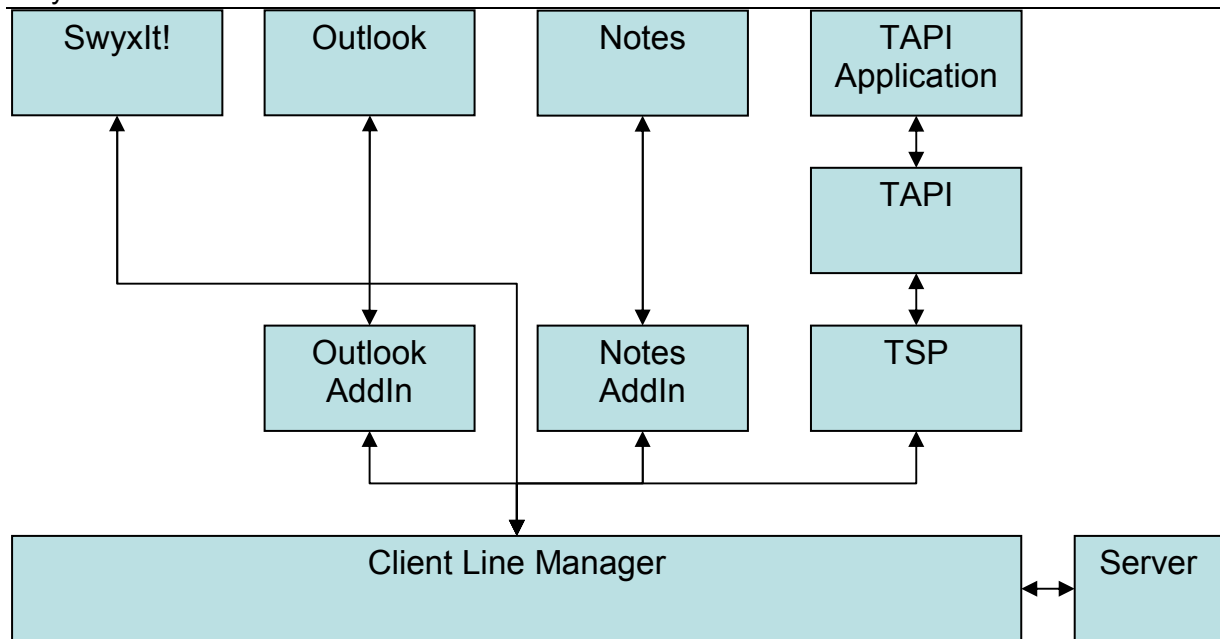 SwyxIt!
Outlook
Notes
TAPI
Application
TAPI
Outlook
AddIn
Notes
AddIn
TSP
Client Line Manager
Server